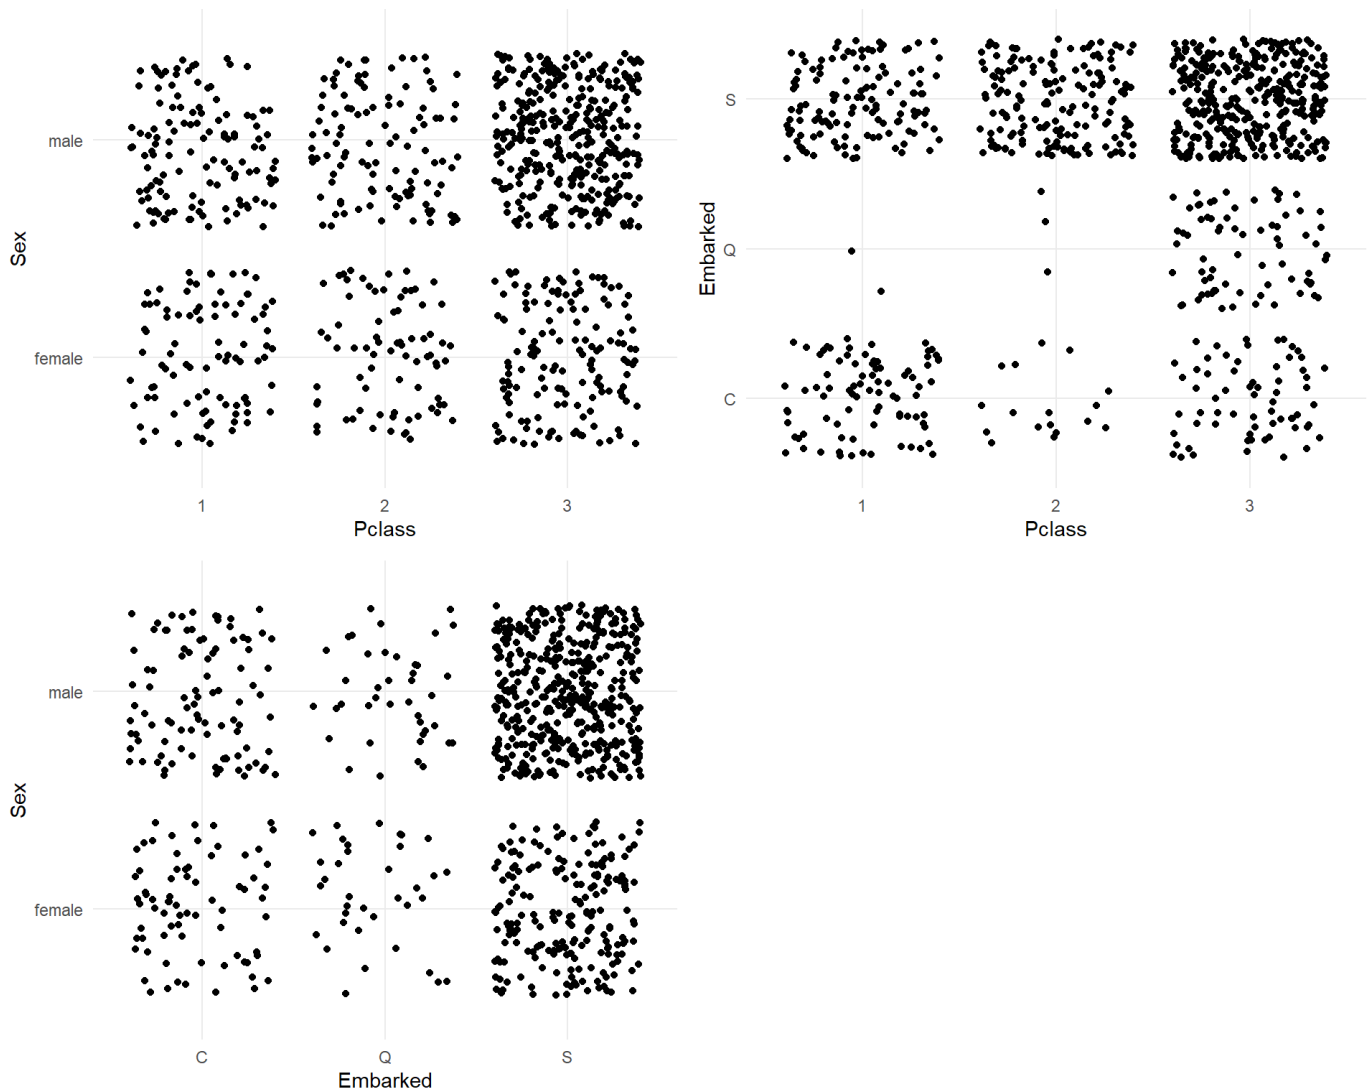 male
Sex
female
1 2 3
Pclass
S
Embarked
Q
C
1 2 3
Pclass
male
Sex
female
C Q S
Embarked